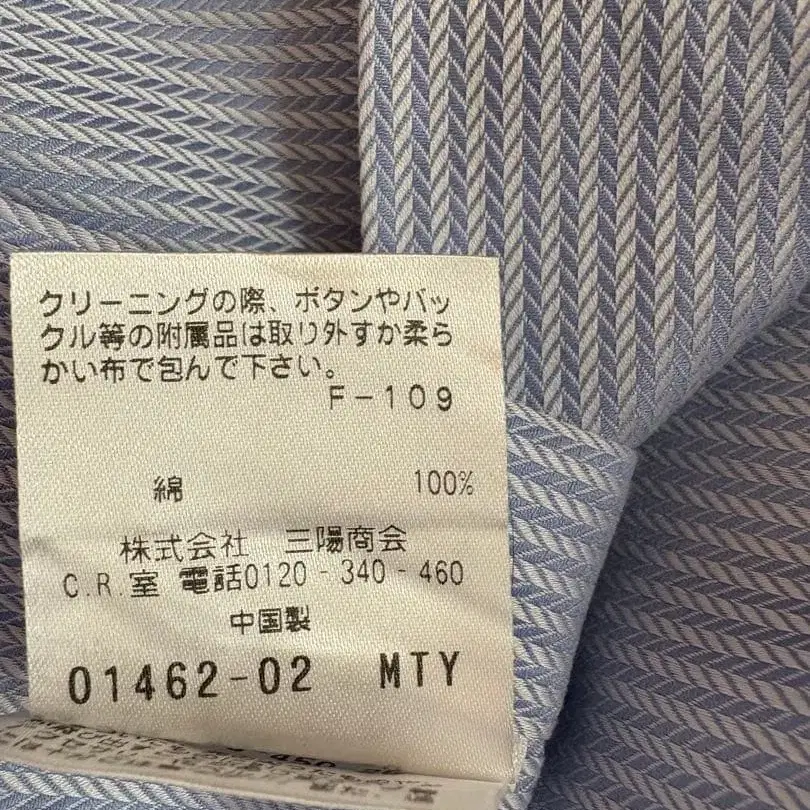 クリーニングの際、ボタンやバッ
クル等の附属品は取り外すか柔ら
かい布で包んで下さい。
F-109
綿 100%
株式会社 三陽商会
C.R.室 電話0120-340-460
中国製
01462-02 MTY